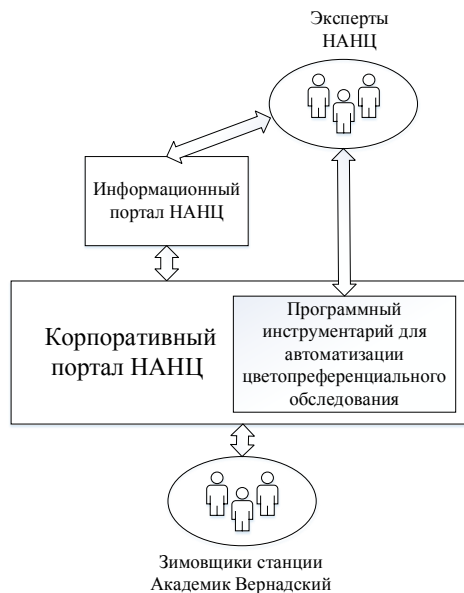 Эксперты
НАНЦ
Информационный
портал НАНЦ
Корпоративный
портал НАНЦ
Программный
инструментарий для
автоматизации
цветопреференциального
обследования
Зимовщики станции
Академик Вернадский